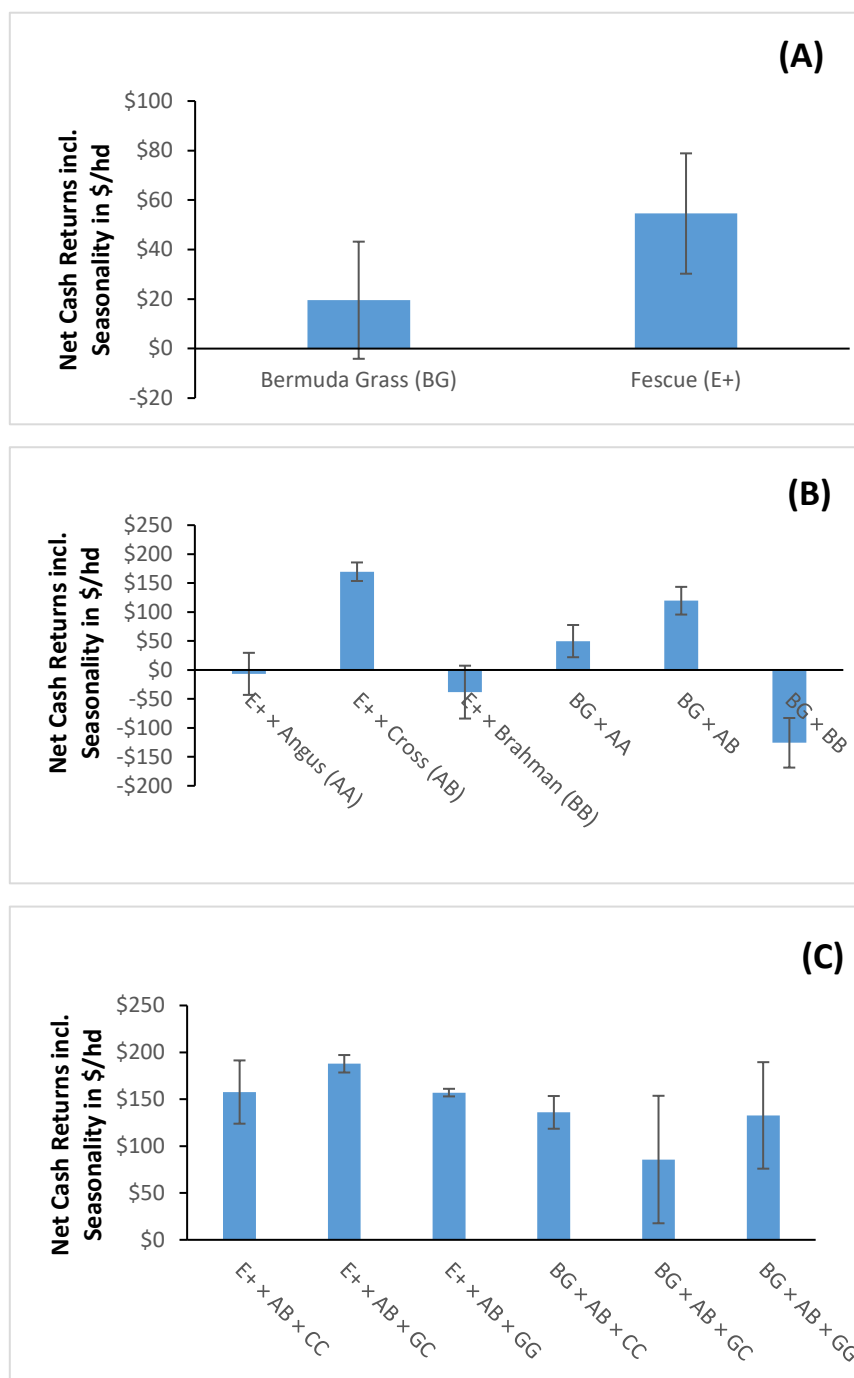 (A)
Net Cash Returns incl.
Seasonality in $/hd
$100
$80
$60
$40
$20
$0
-$20
Bermuda Grass (BG)
Fescue (E+)
(B)
Net Cash Returns incl.
Seasonality in $/hd
$250
$200
$150
$100
$50
$0
-$50
-$100
-$150
-$200
E+ × Angus (AA)
E+ × Cross (AB)
E+ × Brahman (BB)
BG × AA
BG × AB
BG × BB
(C)
Net Cash Returns incl.
Seasonality in $/hd
$250
$200
$150
$100
$50
$0
E+ × AB × CC
E+ × AB × GC
E+ × AB × GG
BG × AB × CC
BG × AB × GC
BG × AB × GG